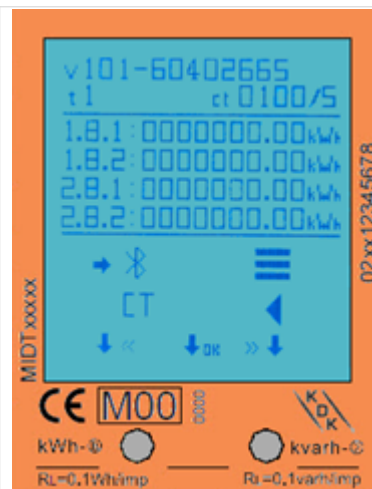 v101-60402665
t1 ct 0100/5
1.8.1:0000000.00kWh
1.8.2:0000000.00kWh
2.8.1:0000000.00kWh
2.8.2:0000000.00kWh
CT
«
OK
»
MIDTxxxxx
02xx12345678
CE M00 0000
KDK
kWh-
kvarh-
RL=0.1Wh/imp
RL=0.1varh/imp